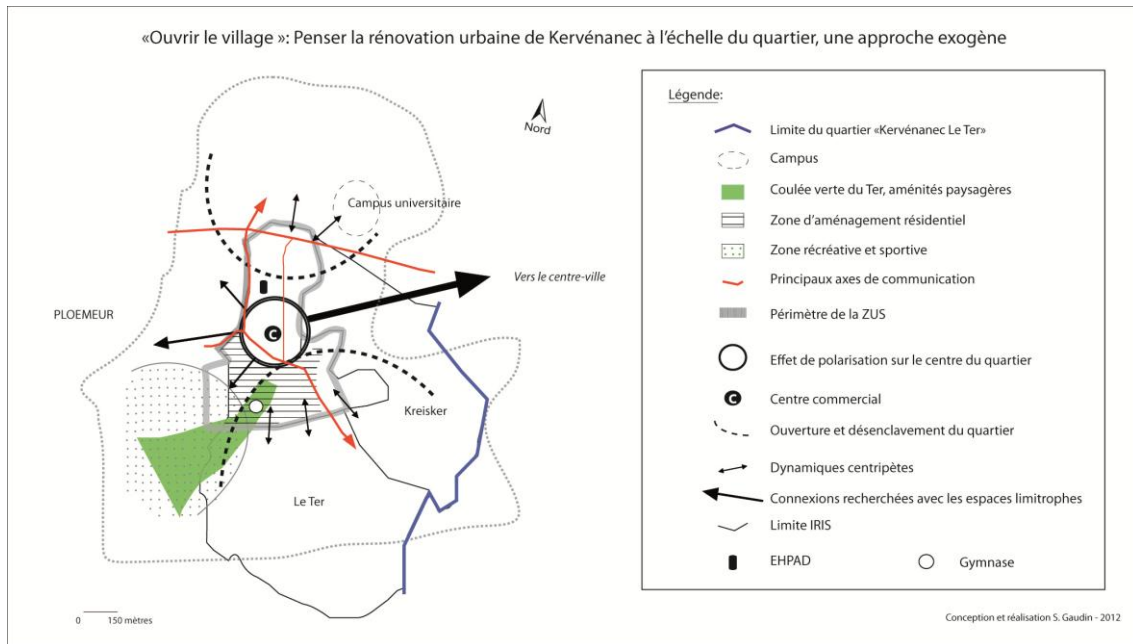 «Ouvrir le village »: Penser la rénovation urbaine de Kervénanec à l'échelle du quartier, une approche exogène
Nord
Campus universitaire
Vers le centre-ville
PLOEMEUR
C
Kreisker
Le Ter
0 150 mètres
Légende:
Limite du quartier «Kervénanec Le Ter»
Campus
Coulée verte du Ter, aménités paysagères
Zone d'aménagement résidentiel
Zone récréative et sportive
Principaux axes de communication
Périmètre de la ZUS
Effet de polarisation sur le centre du quartier
C Centre commercial
Ouverture et désenclavement du quartier
Dynamiques centripètes
Connexions recherchées avec les espaces limitrophes
Limite IRIS
EHPAD Gymnase
Conception et réalisation S. Gaudin - 2012